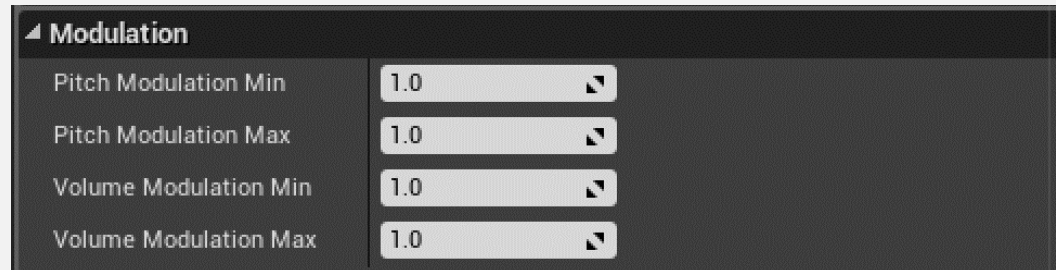 Modulation
Pitch Modulation Min 1.0
Pitch Modulation Max 1.0
Volume Modulation Min 1.0
Volume Modulation Max 1.0